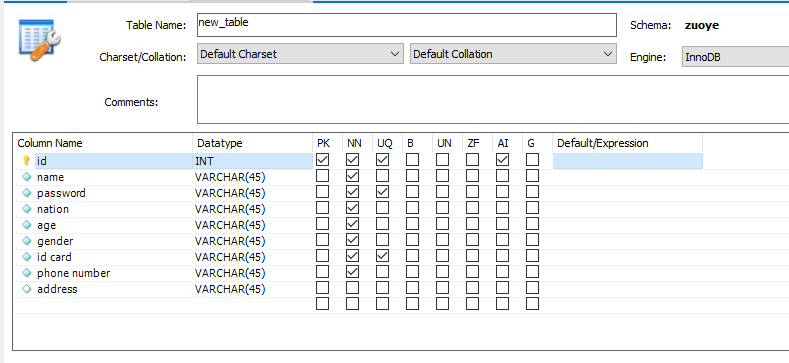 Table Name: new_table Schema: zuoye
Charset/Collation: Default Charset Default Collation Engine: InnoDB
Comments:
Column Name Datatype PK NN UQ B UN ZF AI G Default/Expression
id INT
name VARCHAR(45)
password VARCHAR(45)
nation VARCHAR(45)
age VARCHAR(45)
gender VARCHAR(45)
id card VARCHAR(45)
phone number VARCHAR(45)
address VARCHAR(45)